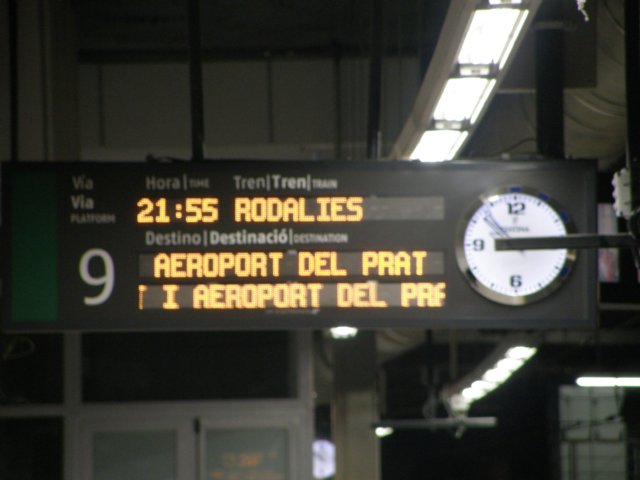 Vía Hora|TIME Tren|Tren|TRAIN
Via 21:55 RODALIES
PLATFORM Destino|Destinació|DESTINATION
9 AEROPORT DEL PRAT
I AEROPORT DEL PRA
12
9
6